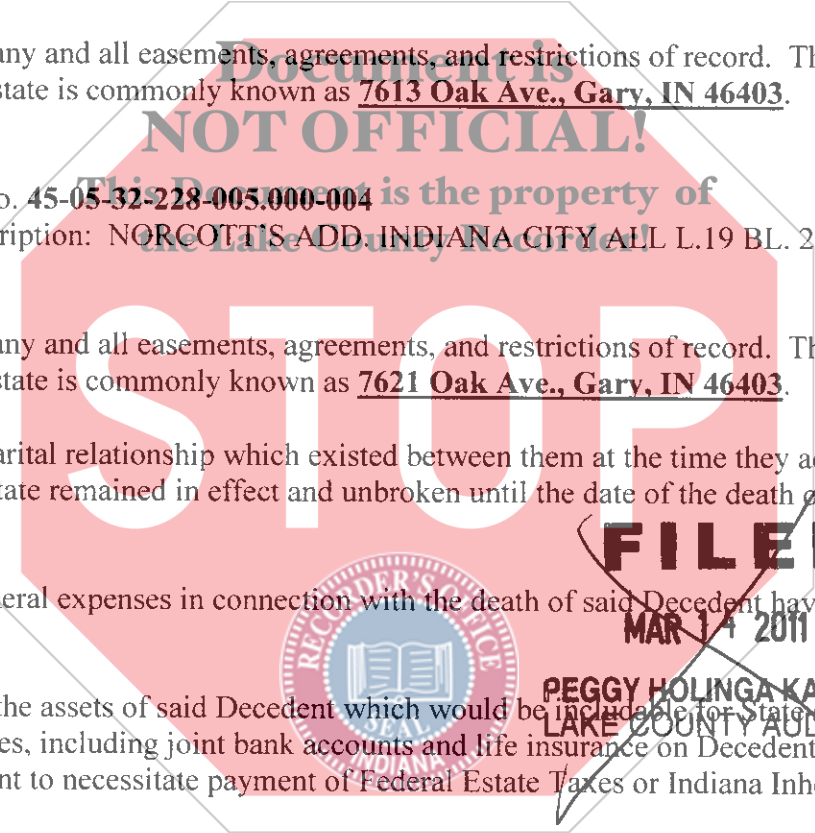 any and all easements, agreements, and restrictions of record. Th
state is commonly known as 7613 Oak Ave., Gary, IN 46403.
Document is
NOT OFFICIAL!
This Document is the property of
the Lake County Recorder!
o. 45-05-32-228-005.000-004
ription: NORCOTT'S ADD. INDIANA CITY ALL L.19 BL. 2
STOP
any and all easements, agreements, and restrictions of record. Th
state is commonly known as 7621 Oak Ave., Gary, IN 46403.
arital relationship which existed between them at the time they a
tate remained in effect and unbroken until the date of the death o
FILE
neral expenses in connection with the death of said Decedent hav
MAR 14 2011
RECORDER'S OFFICE
SEAL
INDIANA
PEGGY HOLINGA KA
LAKE COUNTY AUD
the assets of said Decedent which would be includable for State
es, including joint bank accounts and life insurance on Decedent
nt to necessitate payment of Federal Estate Taxes or Indiana Inh